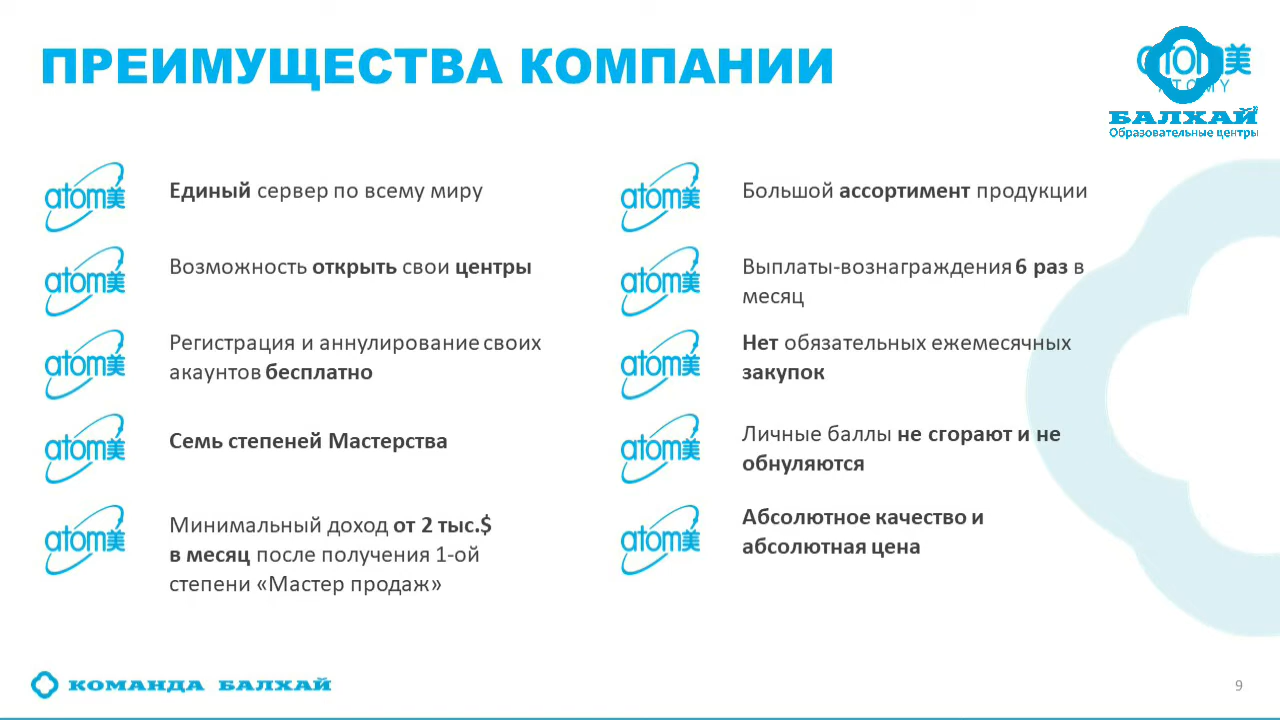 ПРЕИМУЩЕСТВА КОМПАНИИ
atom美
ATOMY
БАЛХАЙ
Образовательные центры
atom美
Единый сервер по всему миру
atom美
Возможность открыть свои центры
atom美
Регистрация и аннулирование своих
акаунтов бесплатно
atom美
Семь степеней Мастерства
atom美
Минимальный доход от 2 тыс.$
в месяц после получения 1-ой
степени «Мастер продаж»
atom美
Большой ассортимент продукции
atom美
Выплаты-вознаграждения 6 раз в
месяц
atom美
Нет обязательных ежемесячных
закупок
atom美
Личные баллы не сгорают и не
обнуляются
atom美
Абсолютное качество и
абсолютная цена
КОМАНДА БАЛХАЙ
9